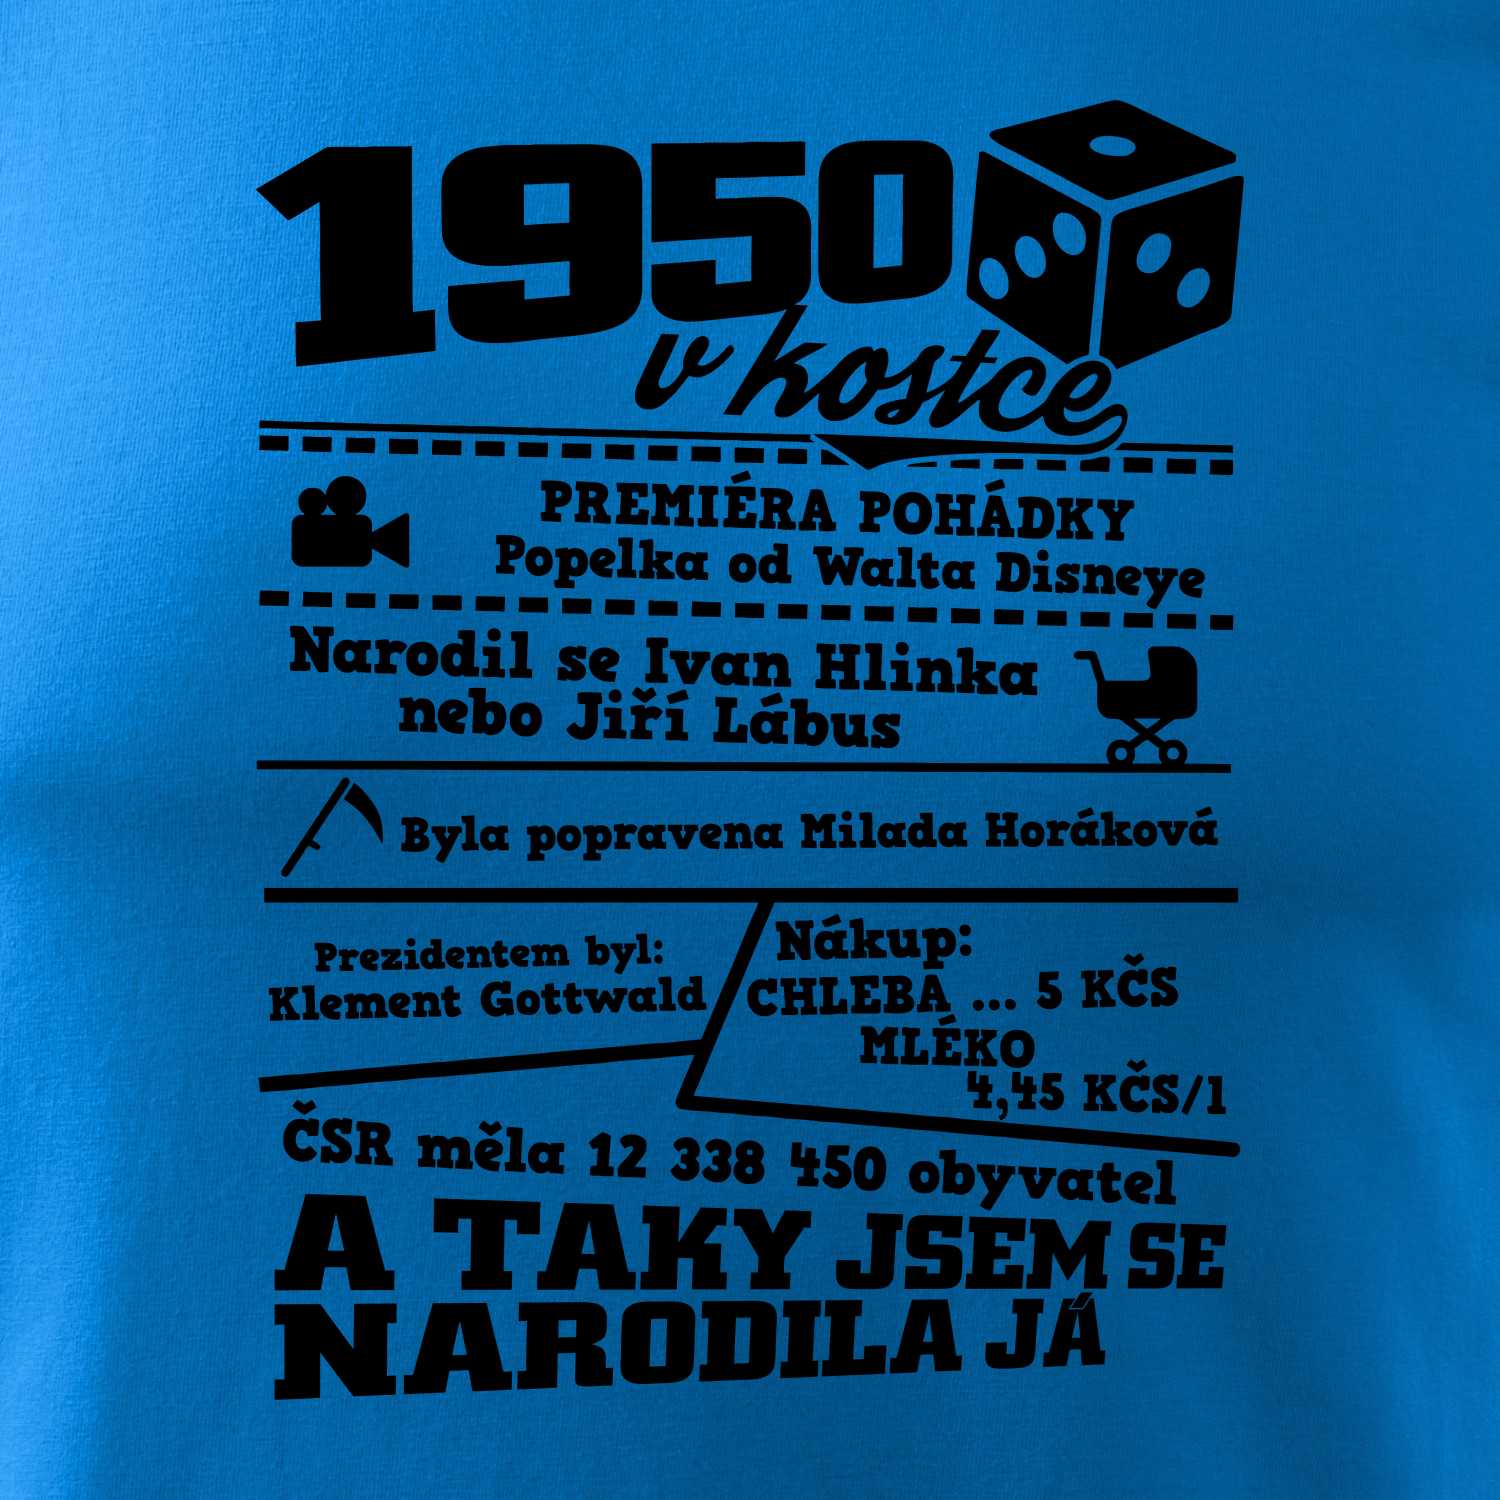 1950
v kostce
PREMIÉRA POHÁDKY
Popelka od Walta Disneye
Narodil se Ivan Hlinka
nebo Jiří Lábus
Byla popravena Milada Horáková
Prezidentem byl:
Klement Gottwald
Nákup:
CHLEBA ... 5 KČS
MLÉKO
4,45 KČS/l
ČSR měla 12 338 450 obyvatel
A TAKY JSEM SE
NARODILA JÁ